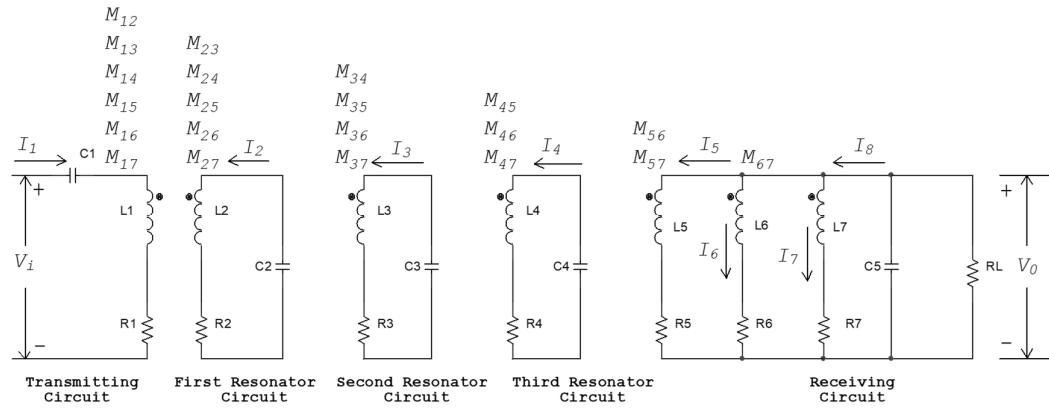 M12
M13 M23
M14 M24 M34
M15 M25 M35 M45
M16 M26 M36 M46 M56
I1 C1 M17 M27 I2 M37 I3 M47 I4 M57 I5 M67 I8
+ +
L1 L2 L3 L4 L5 L6 L7
Vi C2 C3 C4 I6 I7 C5 RL V0
R1 R2 R3 R4 R5 R6 R7
− −
Transmitting Circuit
First Resonator Circuit
Second Resonator Circuit
Third Resonator Circuit
Receiving Circuit